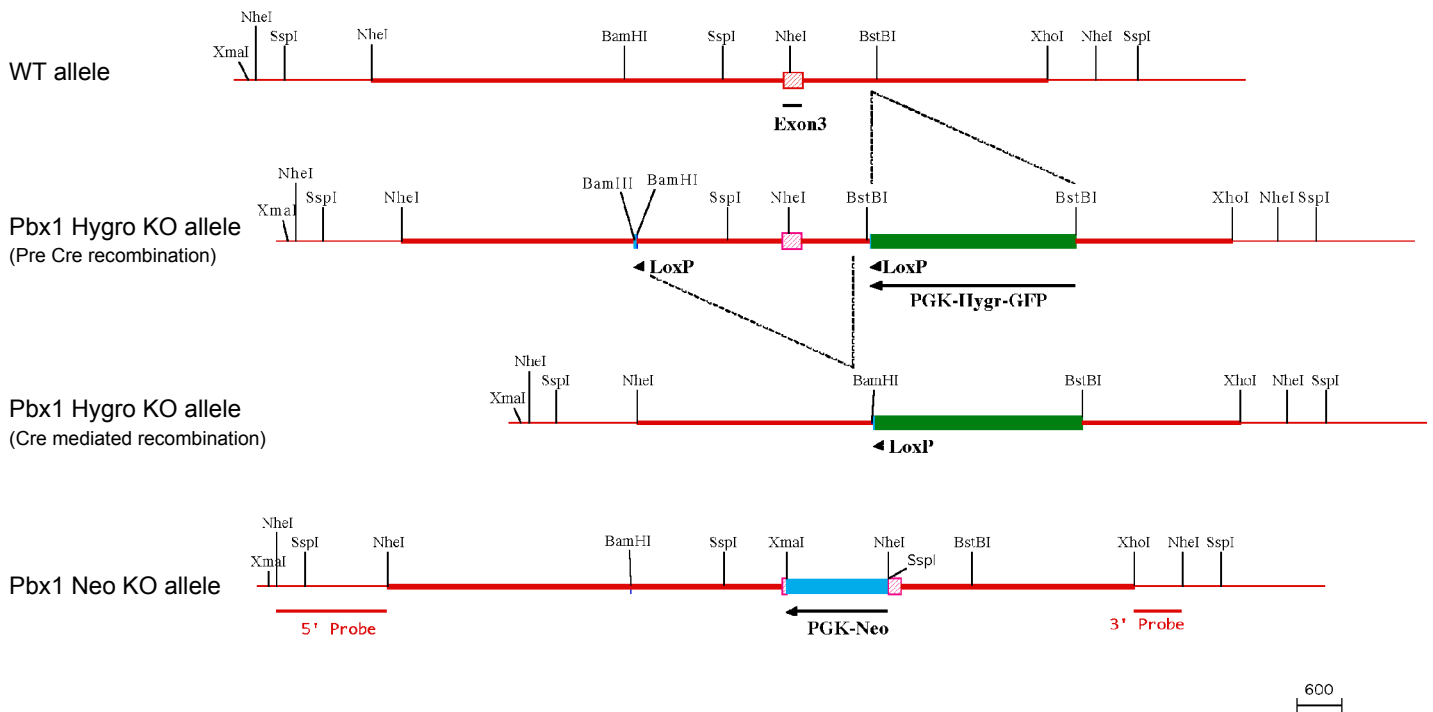 NheI
XmaI SspI NheI BamHI SspI NheI BstBI XhoI NheI SspI
WT allele
Exon3
NheI BamIII BamHI
XmaI SspI NheI SspI NheI BstBI BstBI XhoI NheI SspI
Pbx1 Hygro KO allele
(Pre Cre recombination)
LoxP LoxP
PGK-Hygr-GFP
NheI
XmaI SspI NheI BamHI BstBI XhoI NheI SspI
Pbx1 Hygro KO allele
(Cre mediated recombination)
LoxP
NheI
XmaI SspI NheI BamHI SspI XmaI NheI SspI BstBI XhoI NheI SspI
Pbx1 Neo KO allele
5' Probe PGK-Neo 3' Probe
600